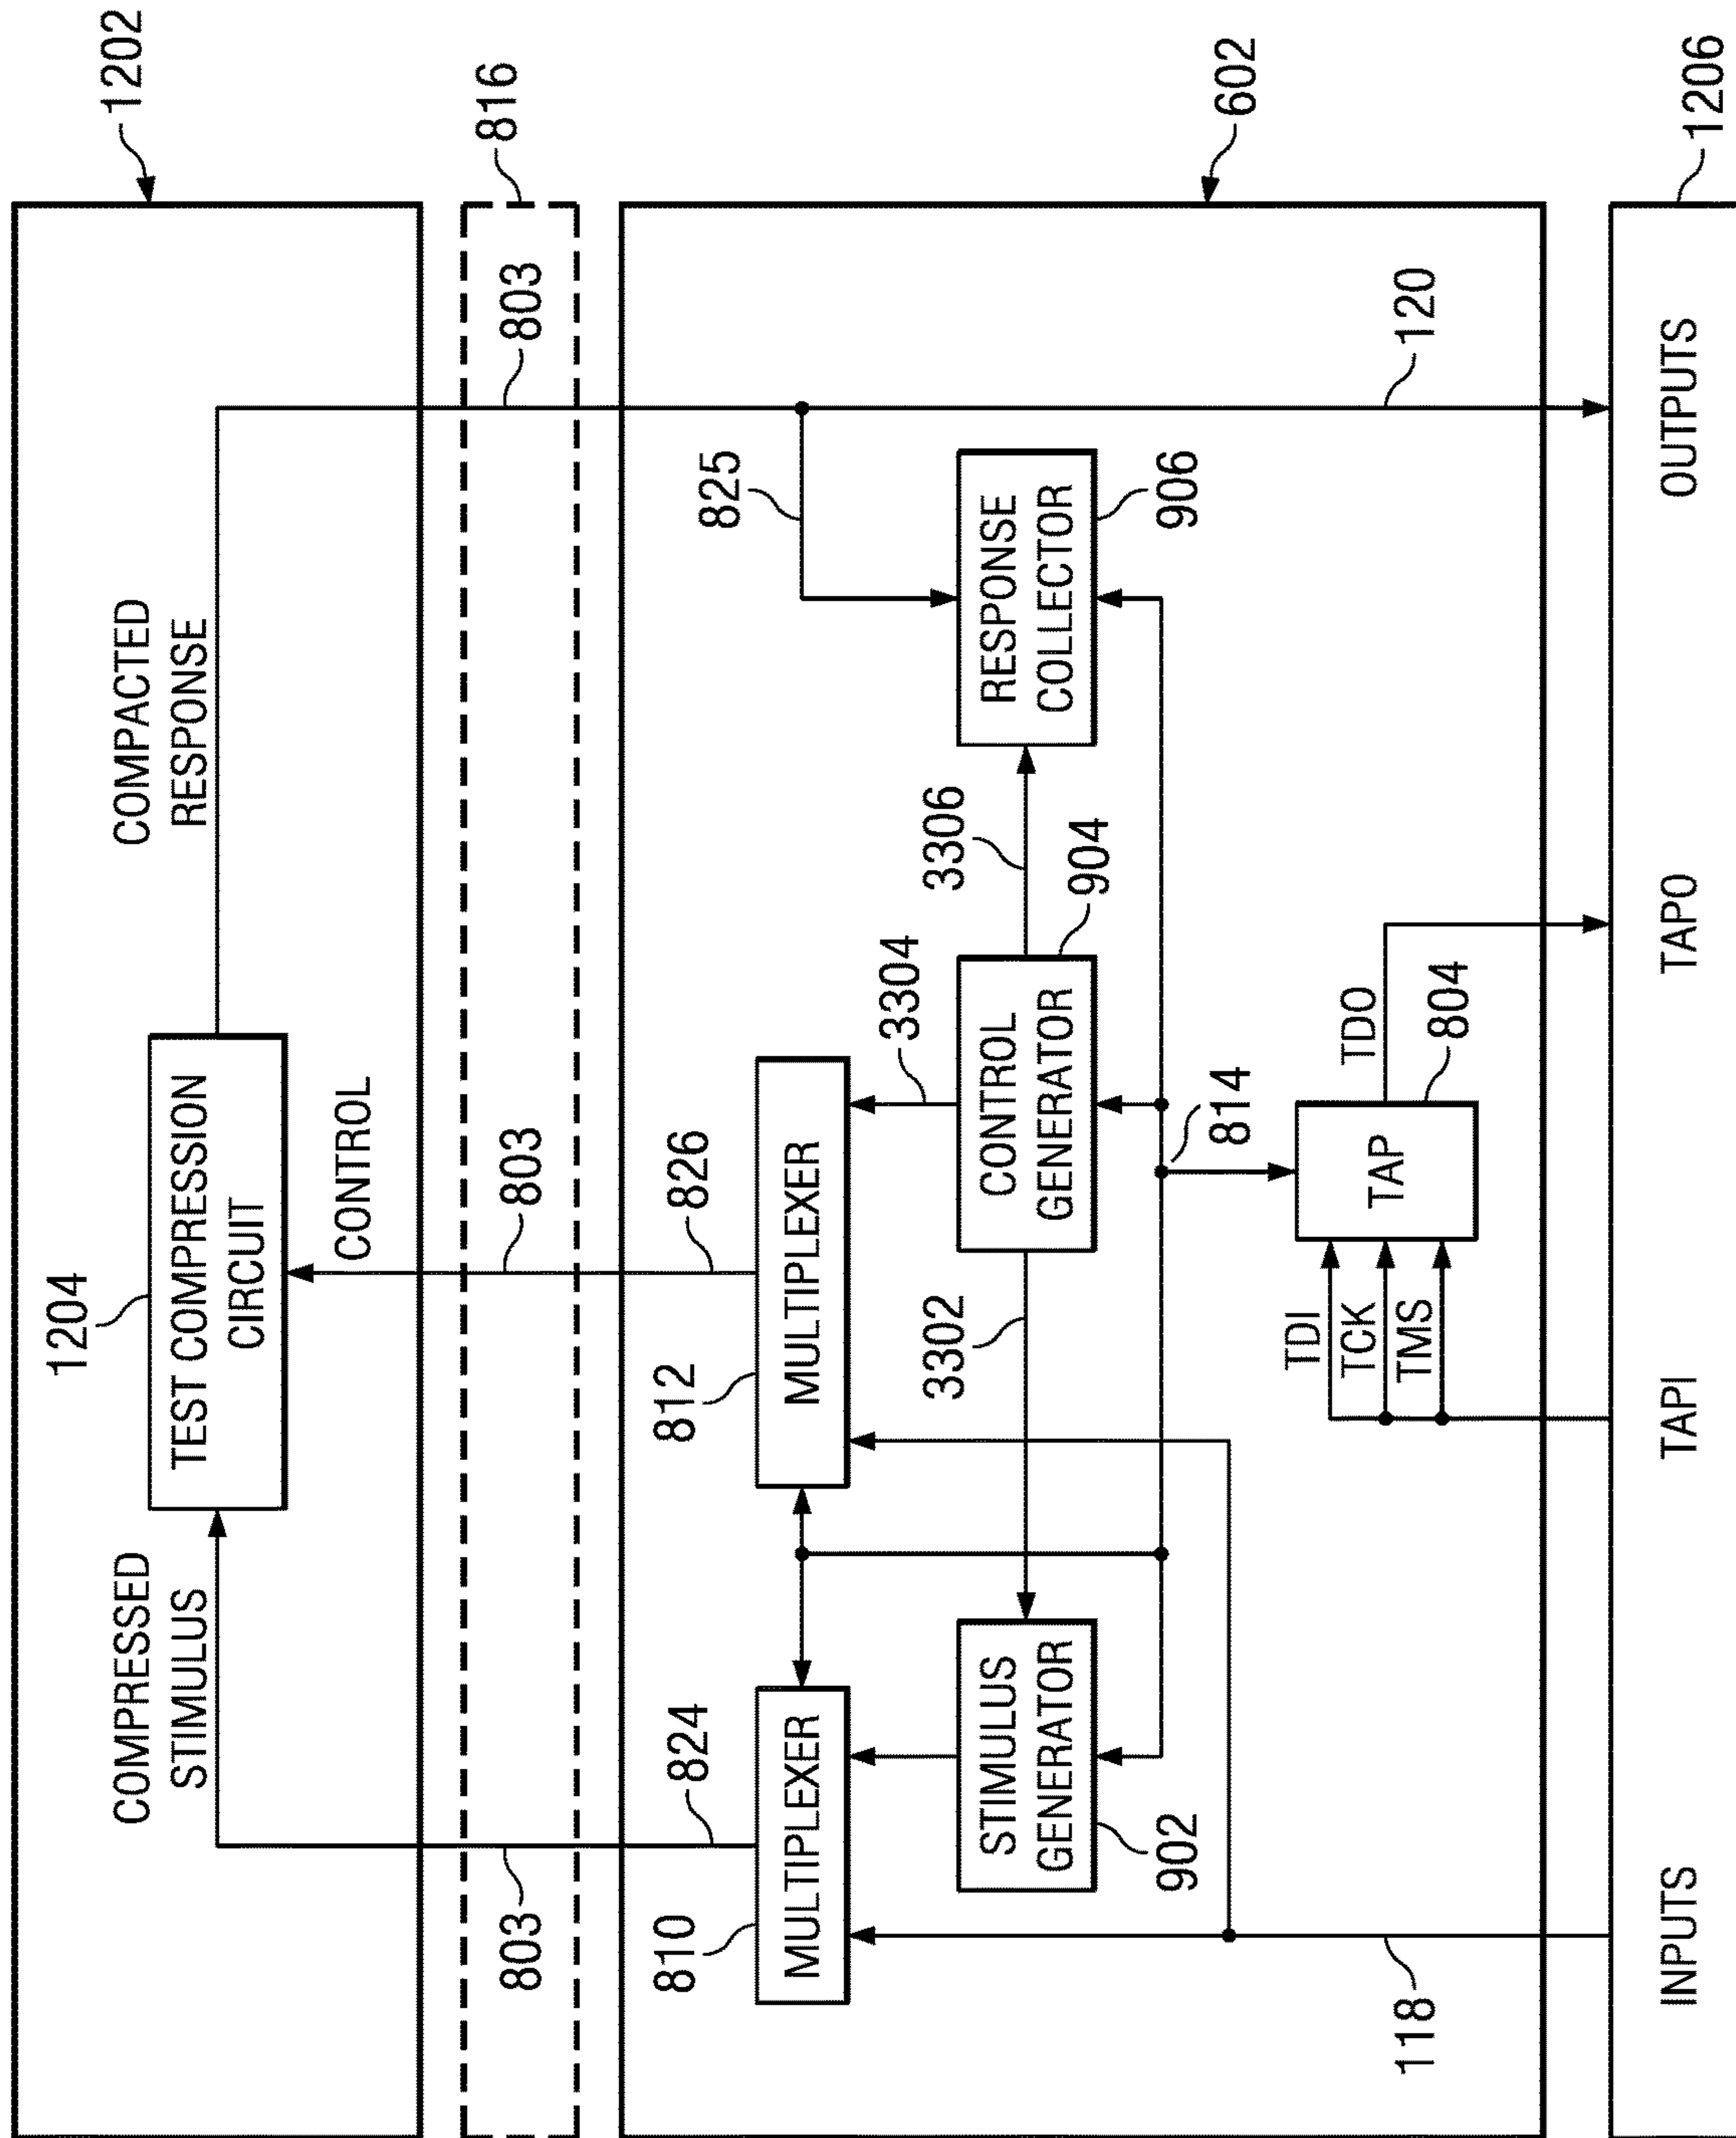 1202
816
602
1206
1204
TEST COMPRESSION
CIRCUIT
COMPRESSED
STIMULUS
CONTROL
COMPACTED
RESPONSE
803
803
803
824
826
825
810
MULTIPLEXER
812
MULTIPLEXER
3304
3306
904
STIMULUS
GENERATOR
902
3302
CONTROL
GENERATOR
RESPONSE
COLLECTOR
906
814
TDI
TCK
TMS
TAP
804
TDO
118
120
INPUTS
TAPI
TAPO
OUTPUTS